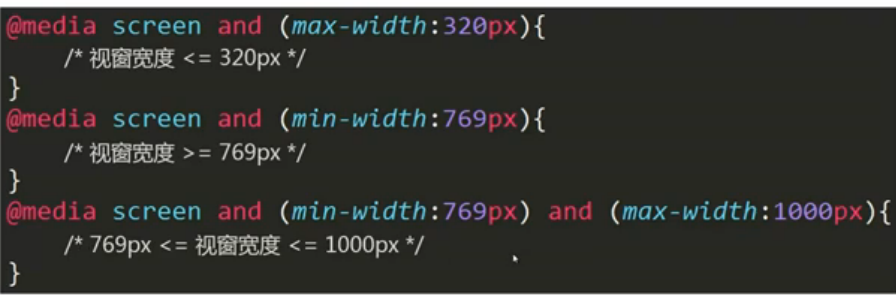 @media screen and (max-width:320px){
/* 视窗宽度 <= 320px */
}
@media screen and (min-width:769px){
/* 视窗宽度 >= 769px */
}
@media screen and (min-width:769px) and (max-width:1000px){
/* 769px <= 视窗宽度 <= 1000px */
}